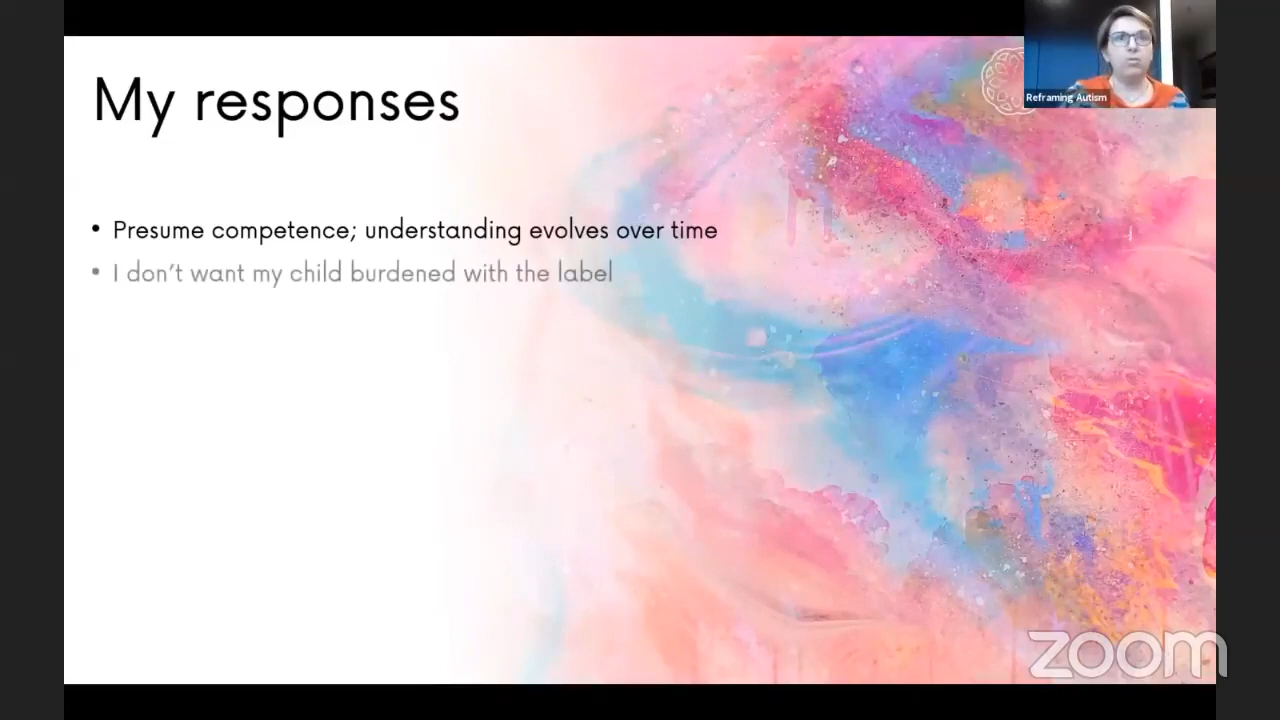 My responses
Reframing Autism
• Presume competence; understanding evolves over time
• I don't want my child burdened with the label
zoom